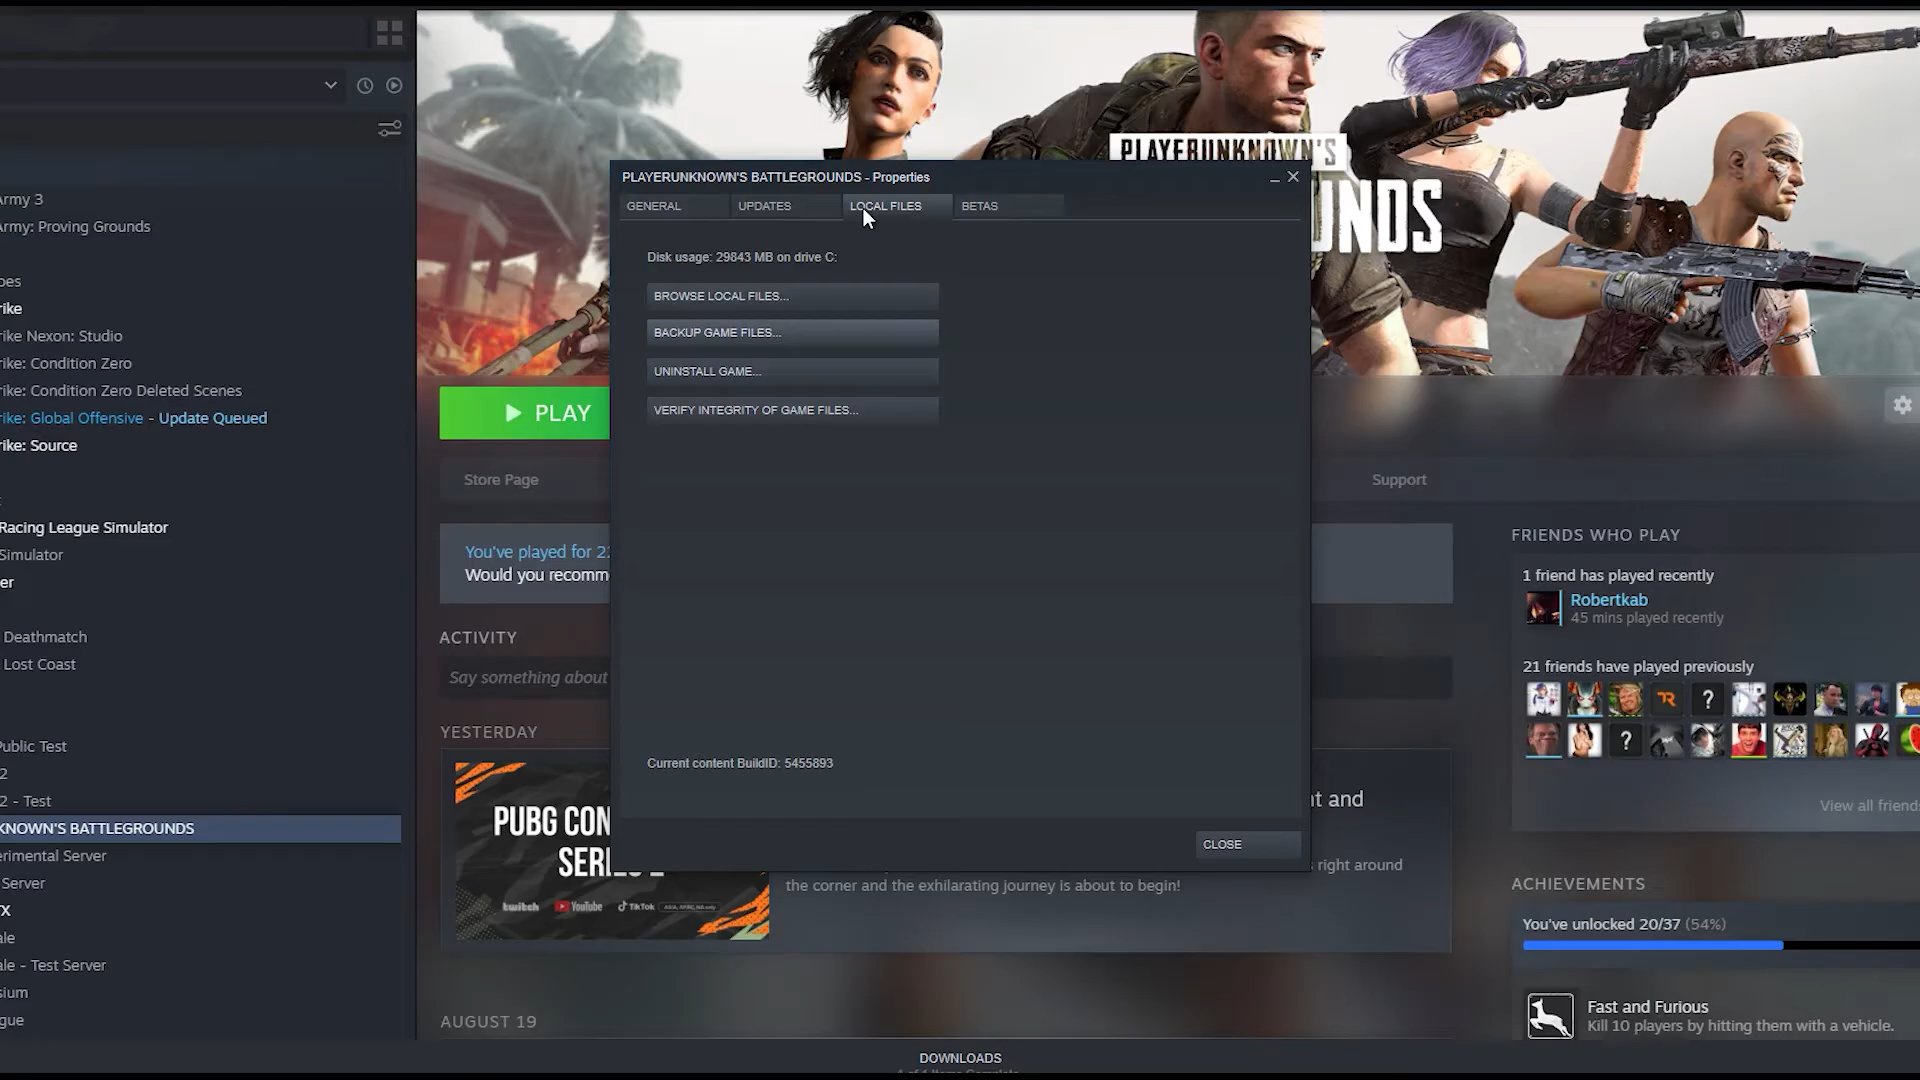 PLAYERUNKNOWN'S
PLAYERUNKNOWN'S BATTLEGROUNDS - Properties
GENERAL
UPDATES
LOCAL FILES
BETAS
Disk usage: 29843 MB on drive C:
BROWSE LOCAL FILES...
BACKUP GAME FILES...
UNINSTALL GAME...
VERIFY INTEGRITY OF GAME FILES...
Current content BuildID: 5455893
CLOSE
rmy 3
rmy: Proving Grounds
pes
rike
rike Nexon: Studio
rike: Condition Zero
rike: Condition Zero Deleted Scenes
rike: Global Offensive - Update Queued
rike: Source
Racing League Simulator
Simulator
er
Deathmatch
Lost Coast
Public Test
2
2 - Test
KNOWN'S BATTLEGROUNDS
erimental Server
Server
X
ale
ale - Test Server
sium
gue
UNDS
PLAY
Store Page
Support
You've played for 2
Would you recomm
ACTIVITY
Say something about
YESTERDAY
PUBG CON
SERI
twitch YouTube TikTok
t and
right around
the corner and the exhilarating journey is about to begin!
AUGUST 19
FRIENDS WHO PLAY
1 friend has played recently
Robertkab
45 mins played recently
21 friends have played previously
View all friends
ACHIEVEMENTS
You've unlocked 20/37 (54%)
Fast and Furious
Kill 10 players by hitting them with a vehicle.
DOWNLOADS